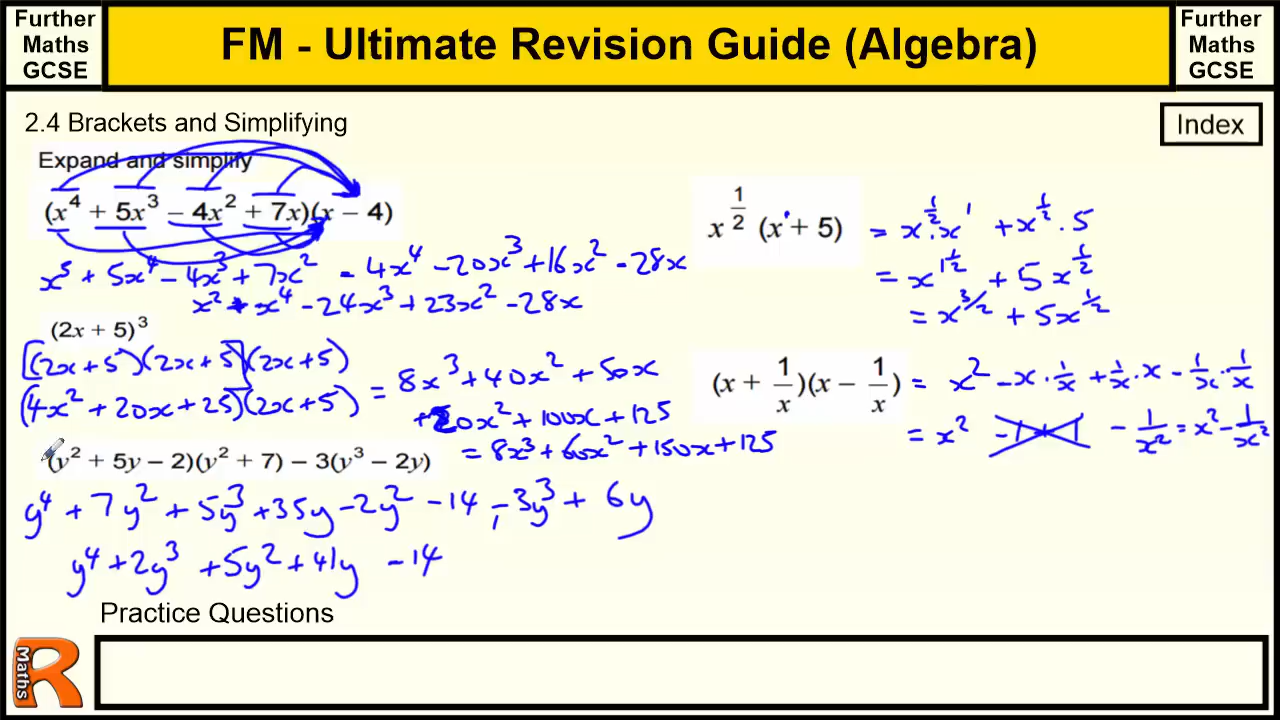 Further
Maths
GCSE
FM - Ultimate Revision Guide (Algebra)
Further
Maths
GCSE
2.4 Brackets and Simplifying
Index
Expand and simplify
(x⁴ + 5x³ – 4x² + 7x)(x – 4)
x⁵ + 5x⁴ – 4x³ + 7x² – 4x⁴ – 20x³ + 16x² – 28x
x² + x⁴ – 24x³ + 23x² – 28x
(2x + 5)³
[(2x+5)(2x+5)](2x+5)
(4x² + 20x + 25)(2x+5) = 8x³ + 40x² + 50x
+20x² + 100x + 125
= 8x³ + 60x² + 150x + 125
(y² + 5y – 2)(y² + 7) – 3(y³ – 2y)
y⁴ + 7y² + 5y³ + 35y – 2y² – 14, – 3y³ + 6y
y⁴ + 2y³ + 5y² + 41y – 14
x^(1/2) (x¹ + 5) = x^(1/2) . x¹ + x^(1/2) . 5
= x^(1 1/2) + 5x^(1/2)
= x^(3/2) + 5x^(1/2)
(x + 1/x)(x – 1/x) = x² – x · 1/x + 1/x · x – 1/x · 1/x
= x² – 1 + 1 – 1/x² = x² – 1/x²
Practice Questions
R
Maths